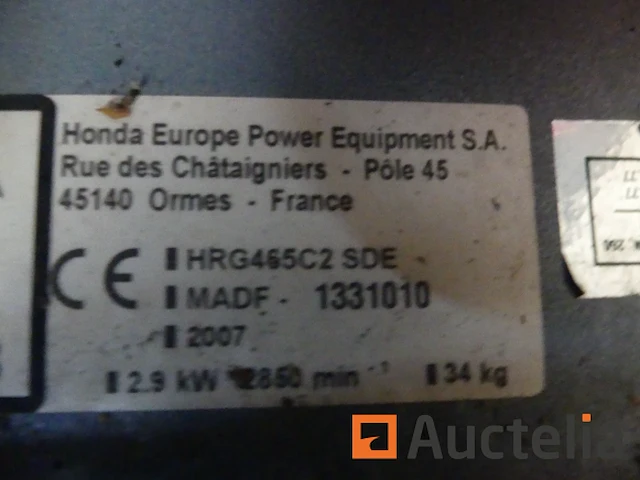 Honda Europe Power Equipment S.A.
Rue des Châtaigniers - Pôle 45
45140 Ormes - France
CE HRG465C2 SDE
MADF - 1331010
2007
2.9 kW 2850 min⁻¹ 34 kg
Auctelia